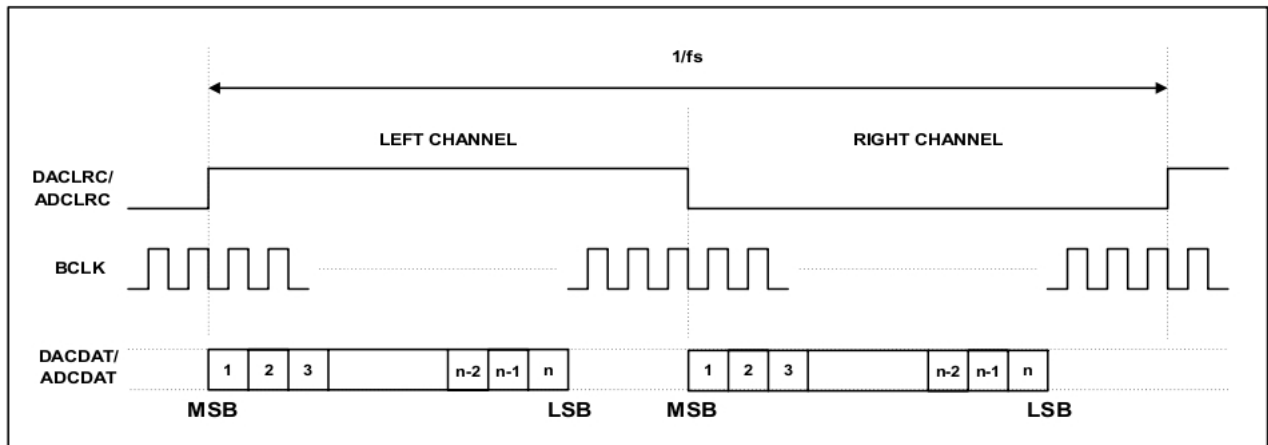 1/fs
LEFT CHANNEL RIGHT CHANNEL
DACLRC/
ADCLRC
BCLK
DACDAT/
ADCDAT
1 2 3 n-2 n-1 n 1 2 3 n-2 n-1 n
MSB LSB MSB LSB